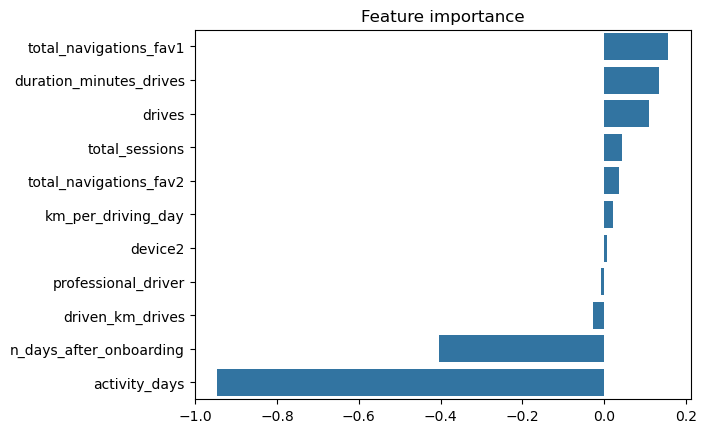 Feature importance
total_navigations_fav1
duration_minutes_drives
drives
total_sessions
total_navigations_fav2
km_per_driving_day
device2
professional_driver
driven_km_drives
n_days_after_onboarding
activity_days
−1.0 −0.8 −0.6 −0.4 −0.2 0.0 0.2